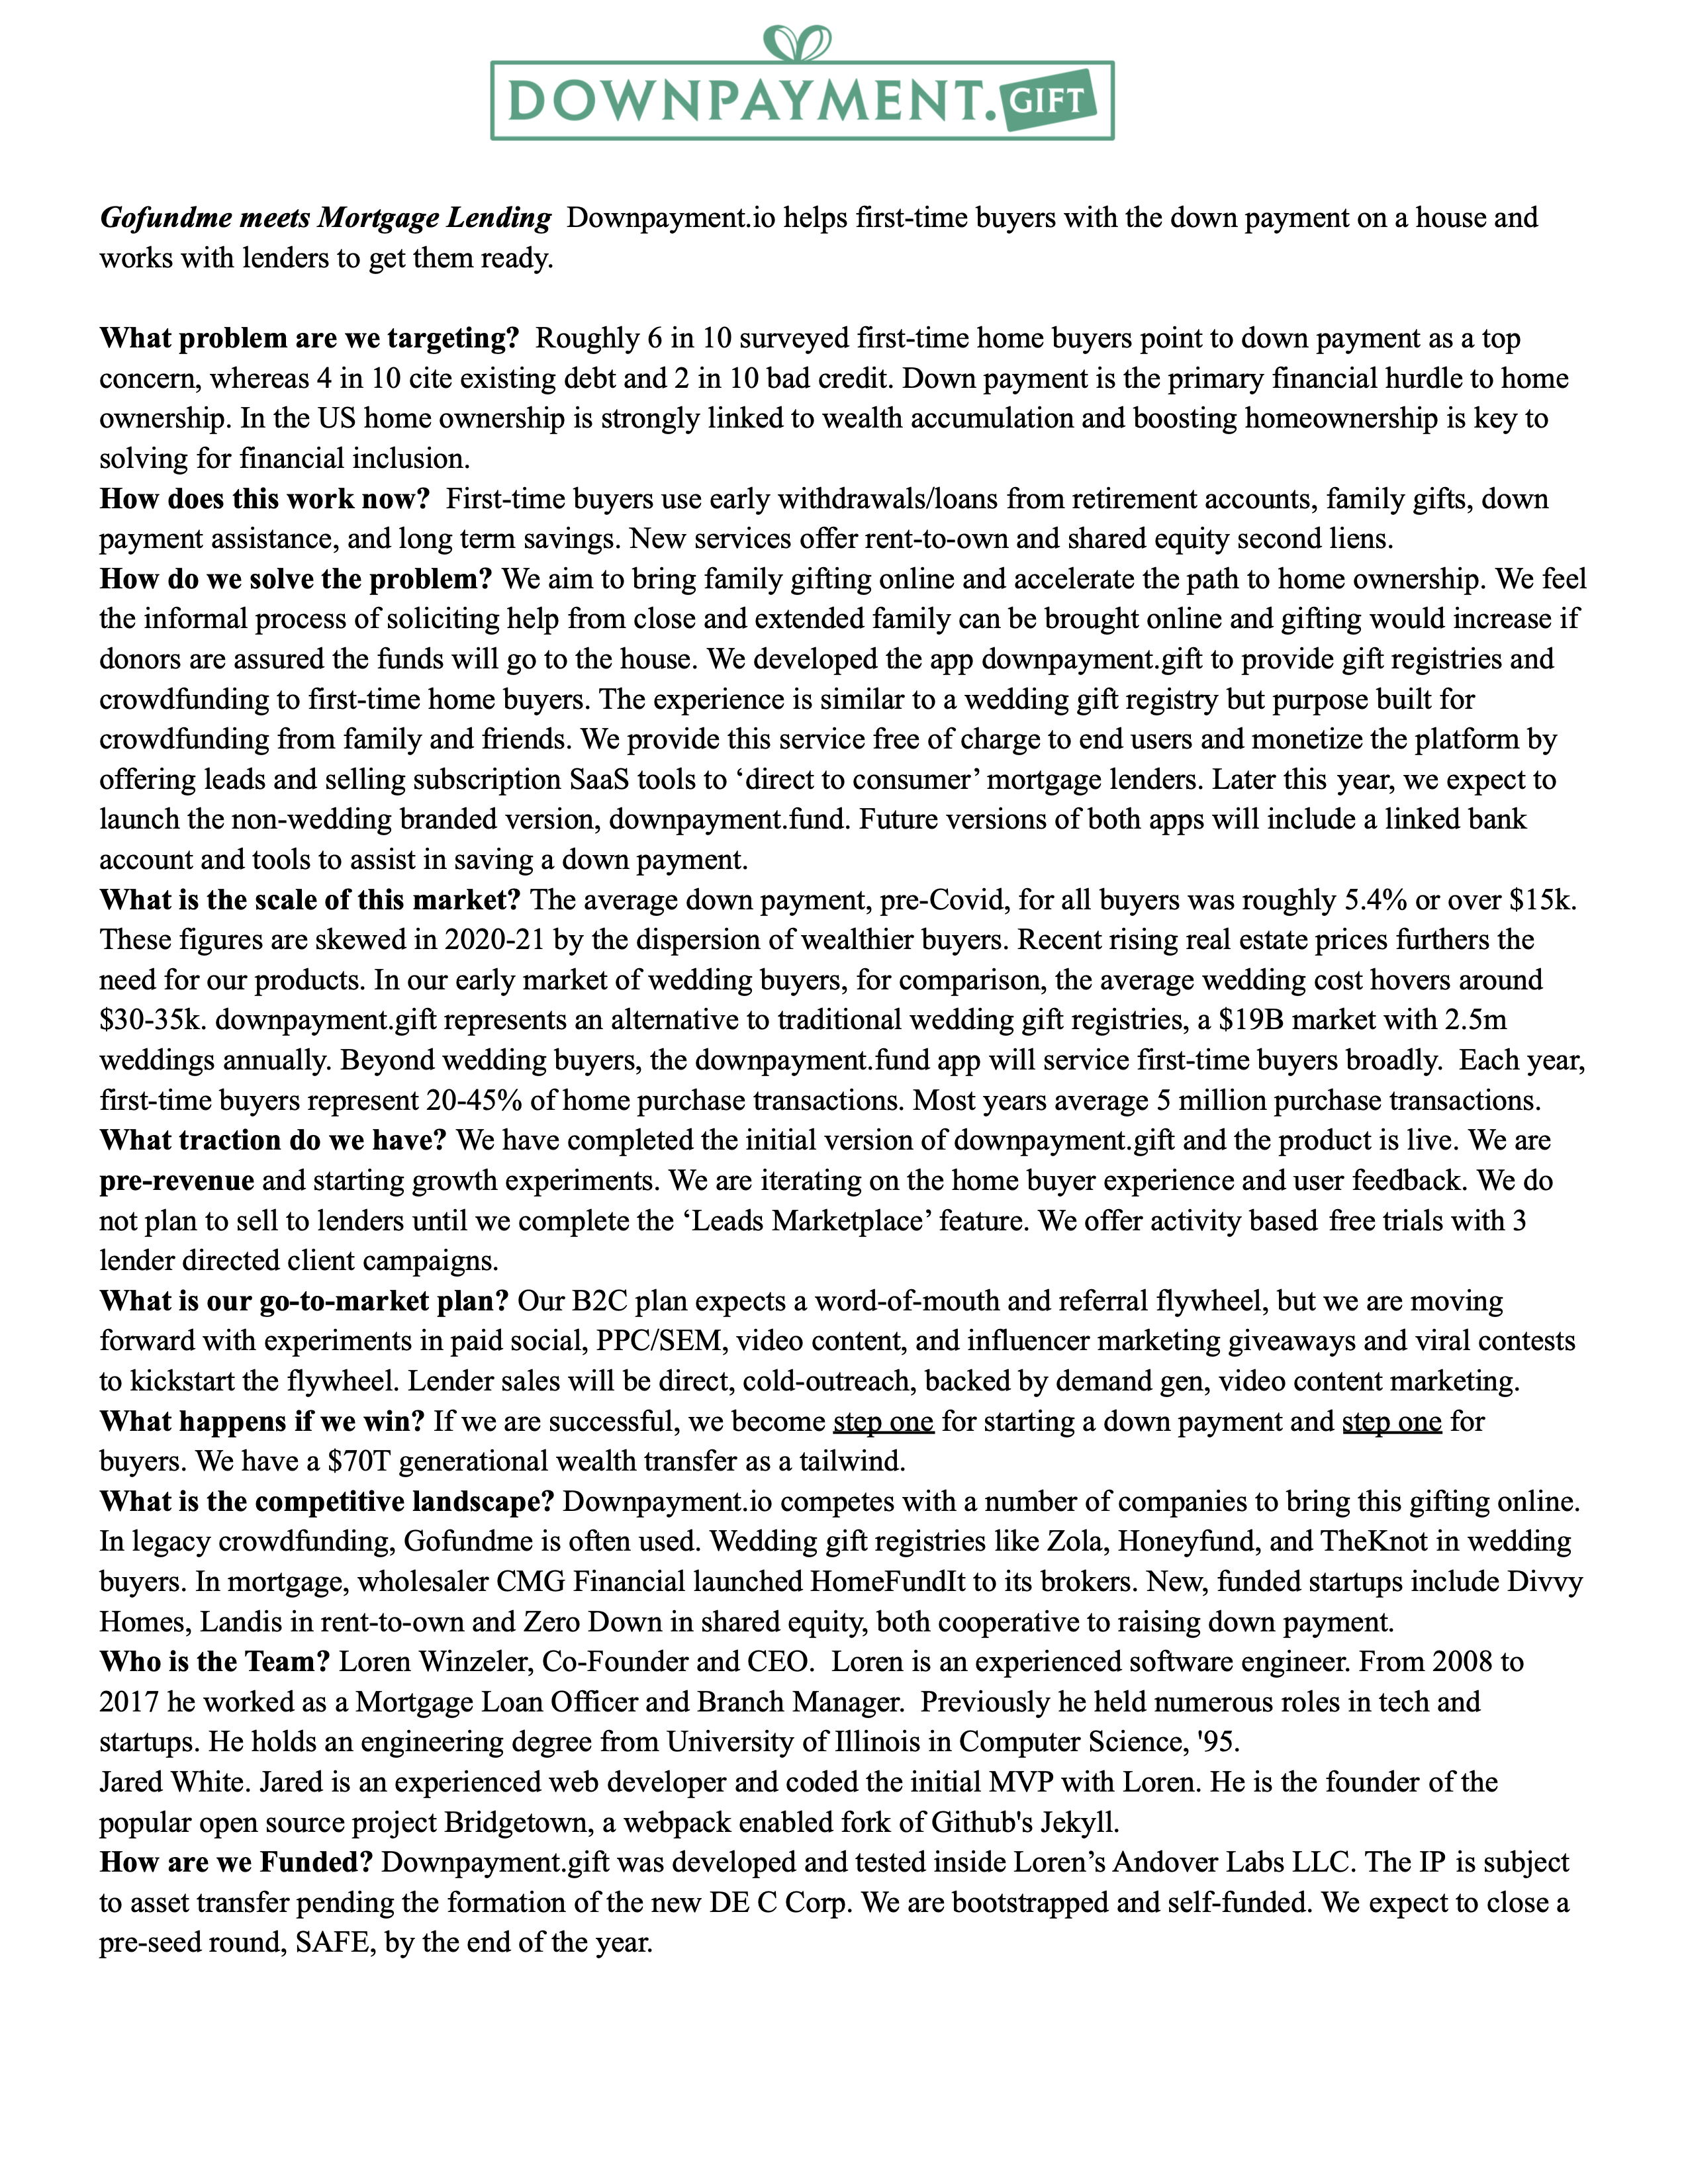 DOWNPAYMENT.GIFT
Gofundme meets Mortgage Lending  Downpayment.io helps first-time buyers with the down payment on a house and
works with lenders to get them ready.
What problem are we targeting?  Roughly 6 in 10 surveyed first-time home buyers point to down payment as a top
concern, whereas 4 in 10 cite existing debt and 2 in 10 bad credit. Down payment is the primary financial hurdle to home
ownership. In the US home ownership is strongly linked to wealth accumulation and boosting homeownership is key to
solving for financial inclusion.
How does this work now?  First-time buyers use early withdrawals/loans from retirement accounts, family gifts, down
payment assistance, and long term savings. New services offer rent-to-own and shared equity second liens.
How do we solve the problem? We aim to bring family gifting online and accelerate the path to home ownership. We feel
the informal process of soliciting help from close and extended family can be brought online and gifting would increase if
donors are assured the funds will go to the house. We developed the app downpayment.gift to provide gift registries and
crowdfunding to first-time home buyers. The experience is similar to a wedding gift registry but purpose built for
crowdfunding from family and friends. We provide this service free of charge to end users and monetize the platform by
offering leads and selling subscription SaaS tools to ‘direct to consumer’ mortgage lenders. Later this year, we expect to
launch the non-wedding branded version, downpayment.fund. Future versions of both apps will include a linked bank
account and tools to assist in saving a down payment.
What is the scale of this market? The average down payment, pre-Covid, for all buyers was roughly 5.4% or over $15k.
These figures are skewed in 2020-21 by the dispersion of wealthier buyers. Recent rising real estate prices furthers the
need for our products. In our early market of wedding buyers, for comparison, the average wedding cost hovers around
$30-35k. downpayment.gift represents an alternative to traditional wedding gift registries, a $19B market with 2.5m
weddings annually. Beyond wedding buyers, the downpayment.fund app will service first-time buyers broadly.  Each year,
first-time buyers represent 20-45% of home purchase transactions. Most years average 5 million purchase transactions.
What traction do we have? We have completed the initial version of downpayment.gift and the product is live. We are
pre-revenue and starting growth experiments. We are iterating on the home buyer experience and user feedback. We do
not plan to sell to lenders until we complete the ‘Leads Marketplace’ feature. We offer activity based free trials with 3
lender directed client campaigns.
What is our go-to-market plan? Our B2C plan expects a word-of-mouth and referral flywheel, but we are moving
forward with experiments in paid social, PPC/SEM, video content, and influencer marketing giveaways and viral contests
to kickstart the flywheel. Lender sales will be direct, cold-outreach, backed by demand gen, video content marketing.
What happens if we win? If we are successful, we become step one for starting a down payment and step one for
buyers. We have a $70T generational wealth transfer as a tailwind.
What is the competitive landscape? Downpayment.io competes with a number of companies to bring this gifting online.
In legacy crowdfunding, Gofundme is often used. Wedding gift registries like Zola, Honeyfund, and TheKnot in wedding
buyers. In mortgage, wholesaler CMG Financial launched HomeFundIt to its brokers. New, funded startups include Divvy
Homes, Landis in rent-to-own and Zero Down in shared equity, both cooperative to raising down payment.
Who is the Team? Loren Winzeler, Co-Founder and CEO.  Loren is an experienced software engineer. From 2008 to
2017 he worked as a Mortgage Loan Officer and Branch Manager.  Previously he held numerous roles in tech and
startups. He holds an engineering degree from University of Illinois in Computer Science, '95.
Jared White. Jared is an experienced web developer and coded the initial MVP with Loren. He is the founder of the
popular open source project Bridgetown, a webpack enabled fork of Github's Jekyll.
How are we Funded? Downpayment.gift was developed and tested inside Loren’s Andover Labs LLC. The IP is subject
to asset transfer pending the formation of the new DE C Corp. We are bootstrapped and self-funded. We expect to close a
pre-seed round, SAFE, by the end of the year.